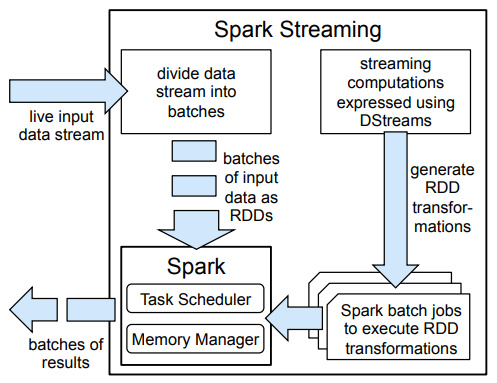 Spark Streaming
divide data
stream into
batches
streaming
computations
expressed using
DStreams
live input
data stream
batches
of input
data as
RDDs
generate
RDD
transfor-
mations
Spark
Task Scheduler
Memory Manager
Spark batch jobs
to execute RDD
transformations
batches of
results